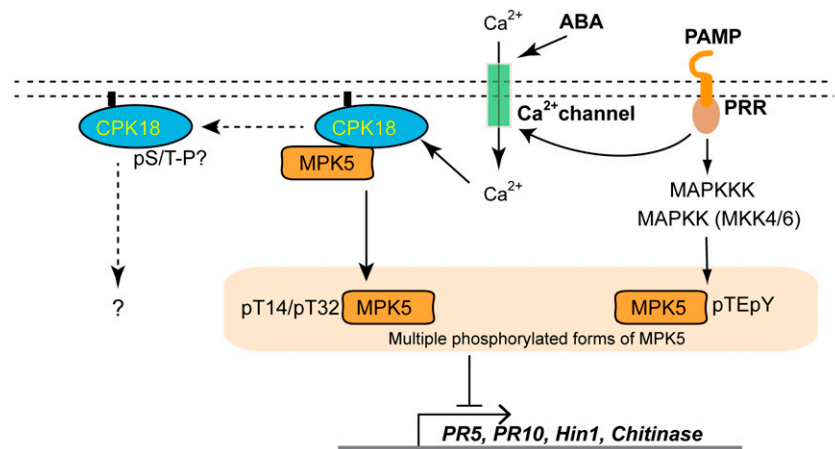 Ca²⁺
ABA
PAMP
CPK18
CPK18
Ca²⁺ channel
PRR
pS/T-P?
MPK5
Ca²⁺
MAPKKK
MAPKK (MKK4/6)
?
pT14/pT32
MPK5
MPK5
pTEpY
Multiple phosphorylated forms of MPK5
PR5, PR10, Hin1, Chitinase